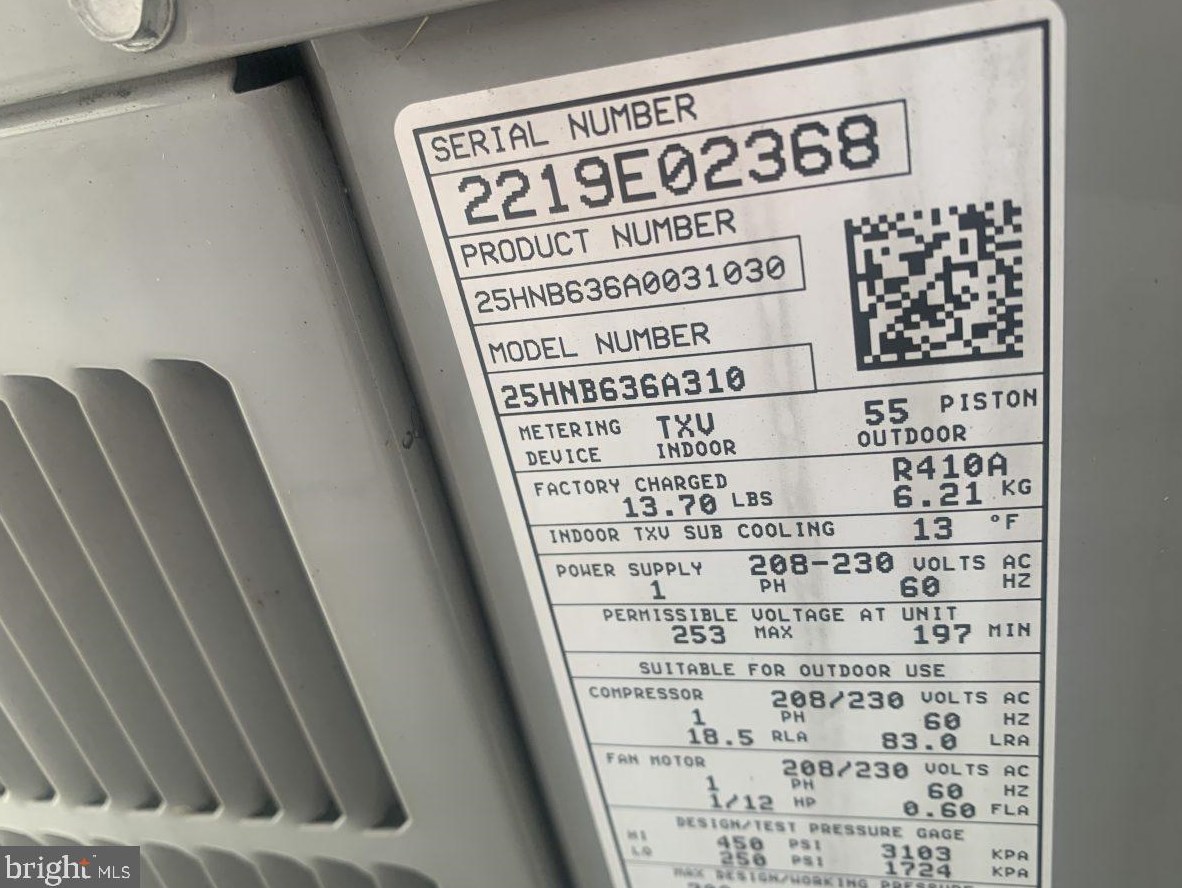 SERIAL NUMBER
2219E02368
PRODUCT NUMBER
25HNB636A0031030
MODEL NUMBER
25HNB636A310
METERING TXV 55 PISTON
DEVICE INDOOR OUTDOOR
FACTORY CHARGED R410A
13.70 LBS 6.21 KG
INDOOR TXV SUB COOLING 13 °F
POWER SUPPLY 208-230 VOLTS AC
1 PH 60 HZ
PERMISSIBLE VOLTAGE AT UNIT
253 MAX 197 MIN
SUITABLE FOR OUTDOOR USE
COMPRESSOR 208/230 VOLTS AC
1 PH 60 HZ
18.5 RLA 83.0 LRA
FAN MOTOR 208/230 VOLTS AC
1 PH 60 HZ
1/12 HP 0.60 FLA
DESIGN/TEST PRESSURE GAGE
HI 450 PSI 3103 KPA
LO 250 PSI 1724 KPA
MAX DESIGN/WORKING PRESSURE
bright MLS